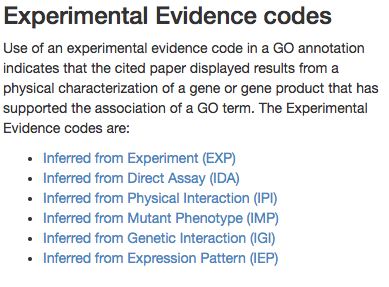 Experimental Evidence codes
Use of an experimental evidence code in a GO annotation
indicates that the cited paper displayed results from a
physical characterization of a gene or gene product that has
supported the association of a GO term. The Experimental
Evidence codes are:
• Inferred from Experiment (EXP)
• Inferred from Direct Assay (IDA)
• Inferred from Physical Interaction (IPI)
• Inferred from Mutant Phenotype (IMP)
• Inferred from Genetic Interaction (IGI)
• Inferred from Expression Pattern (IEP)